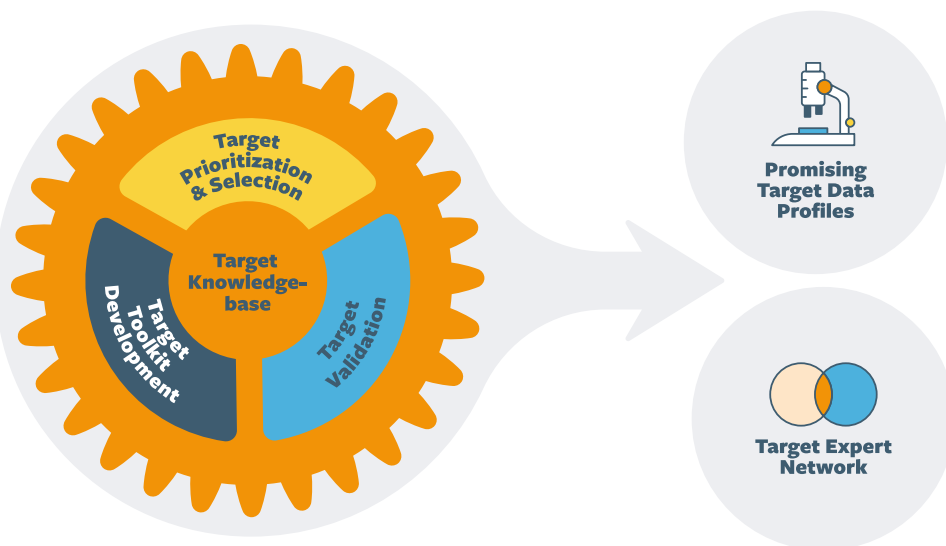 Target
Prioritization
& Selection
Target
Knowledge-
base
Target
Toolkit
Development
Target
Validation
Promising
Target Data
Profiles
Target Expert
Network